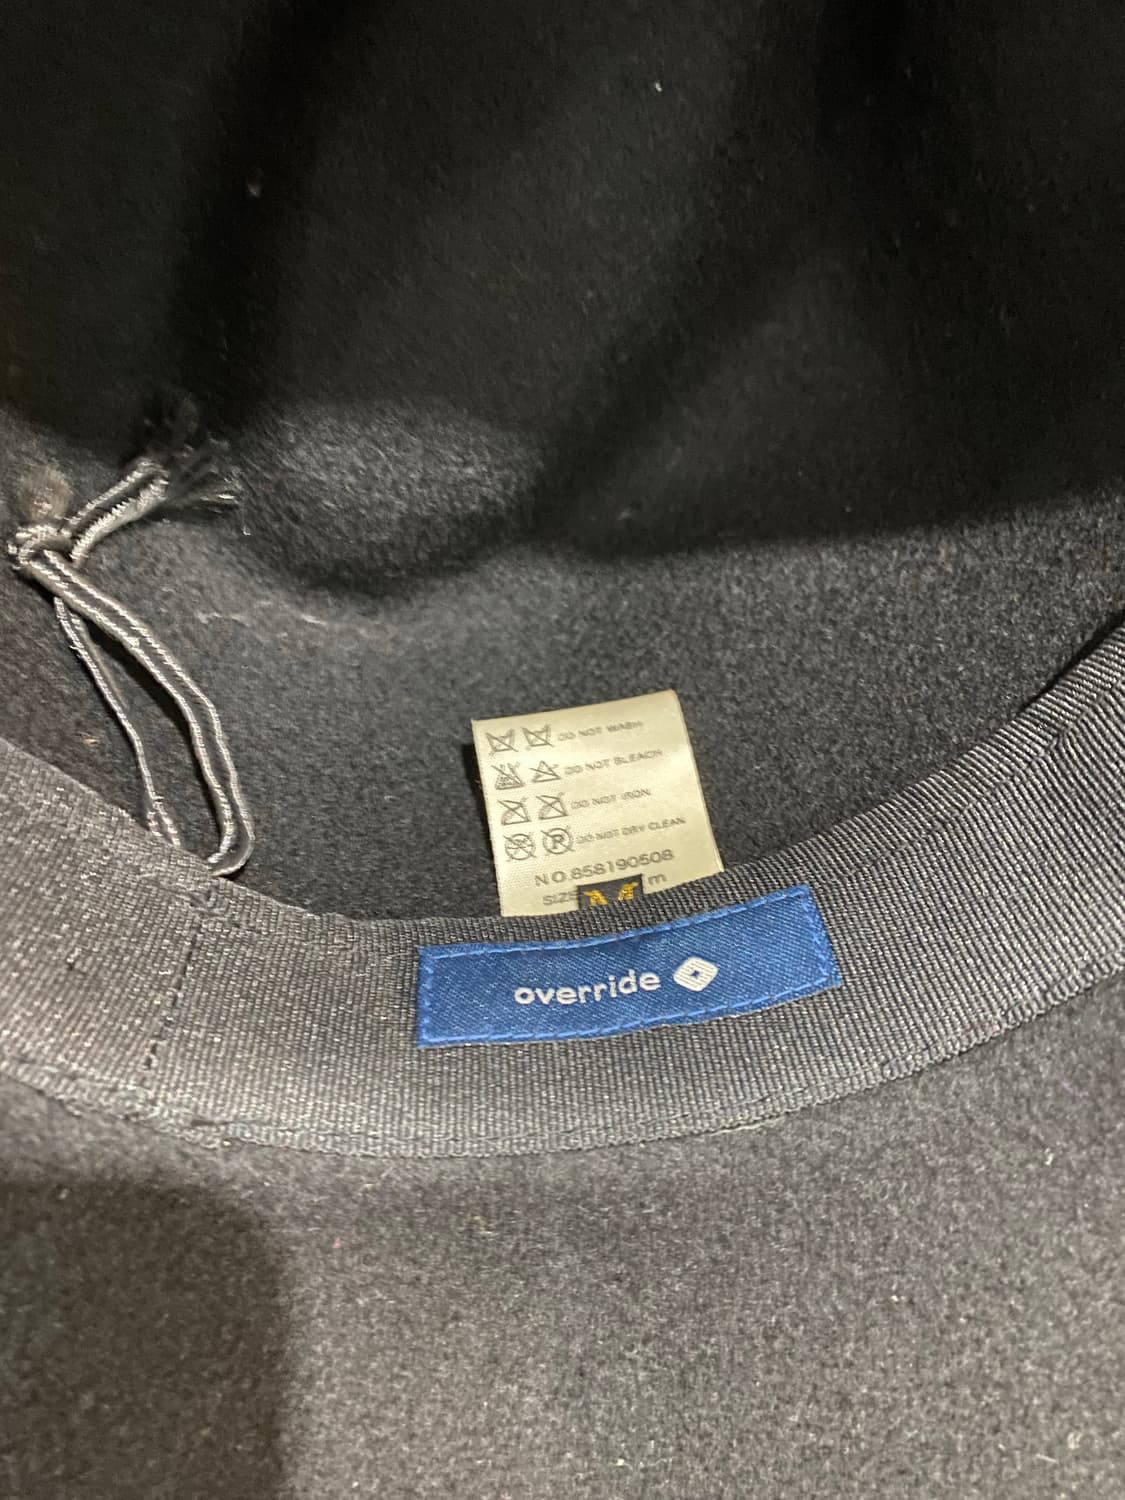 DO NOT WASH
DO NOT BLEACH
DO NOT IRON
P DO NOT DRY CLEAN
NO.858190508
SIZE M m
override